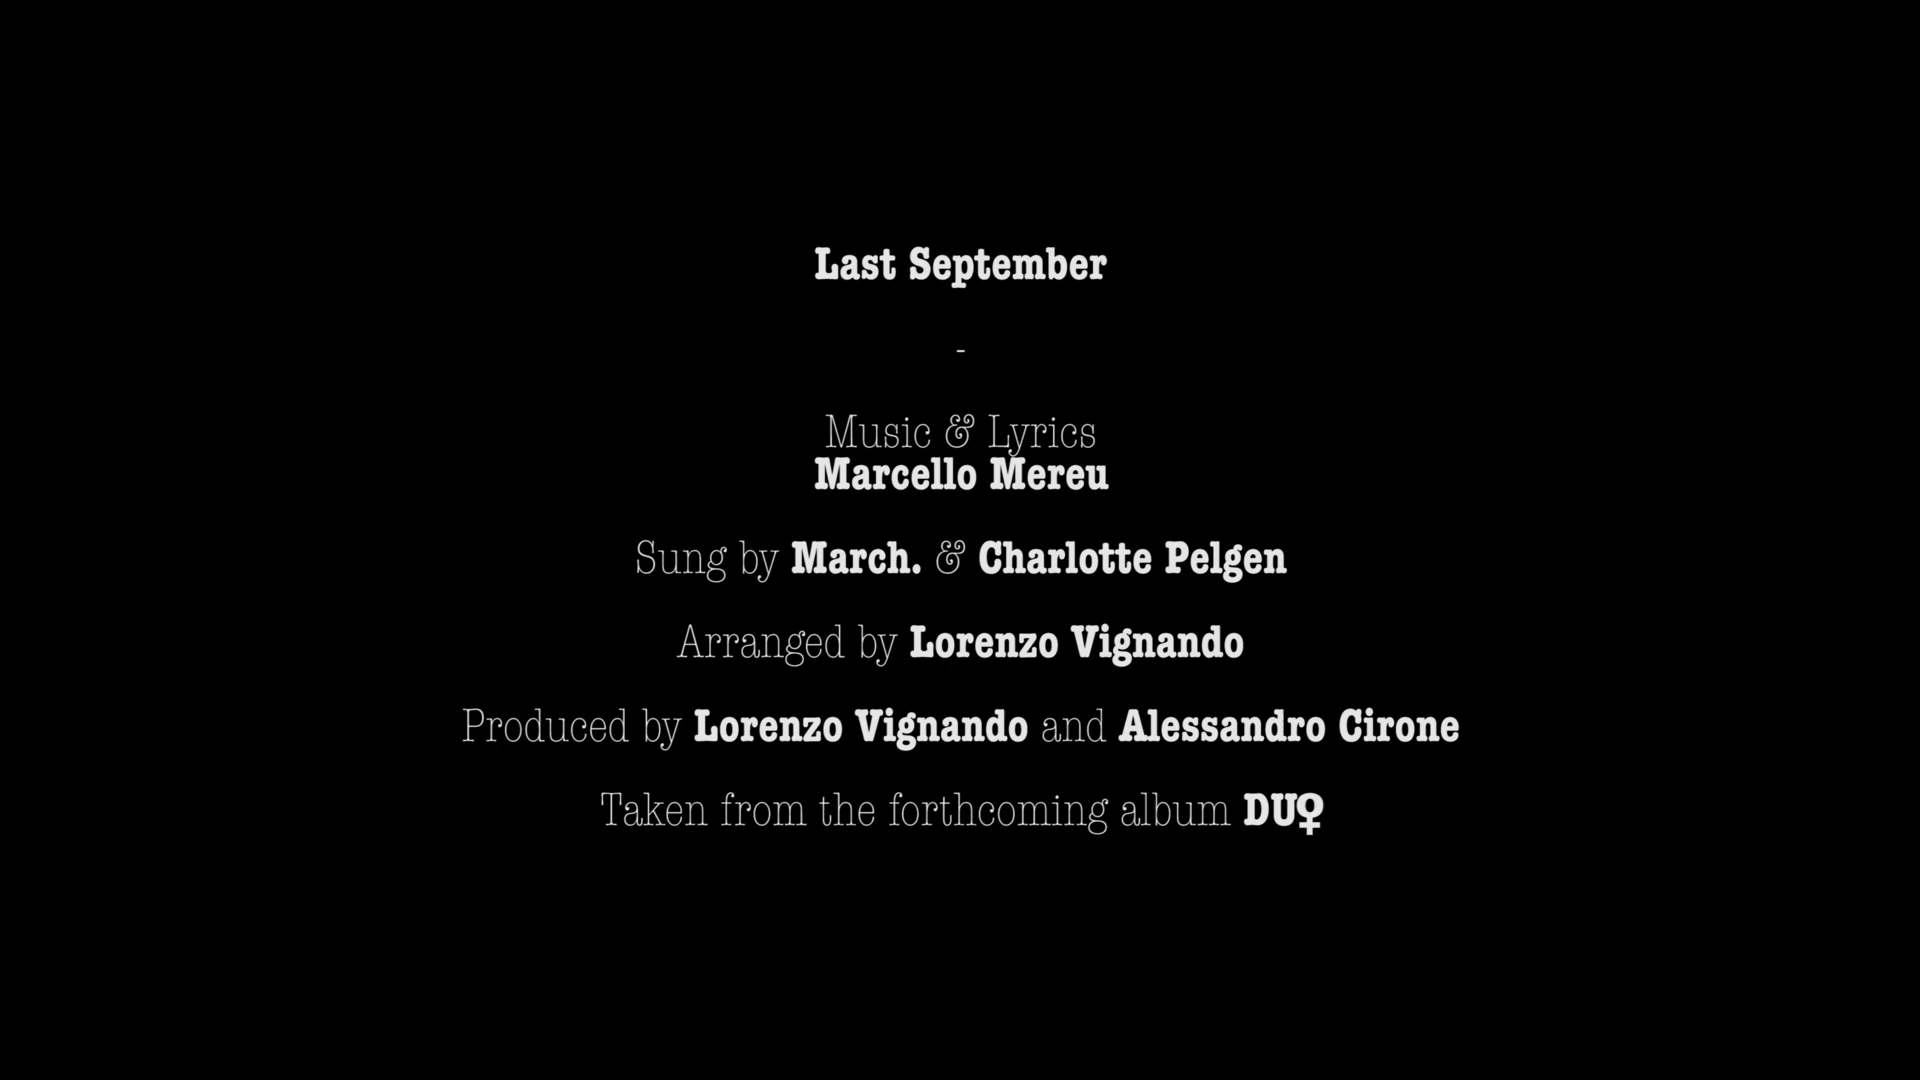 Last September
-
Music & Lyrics
Marcello Mereu
Sung by March. & Charlotte Pelgen
Arranged by Lorenzo Vignando
Produced by Lorenzo Vignando and Alessandro Cirone
Taken from the forthcoming album DU♀